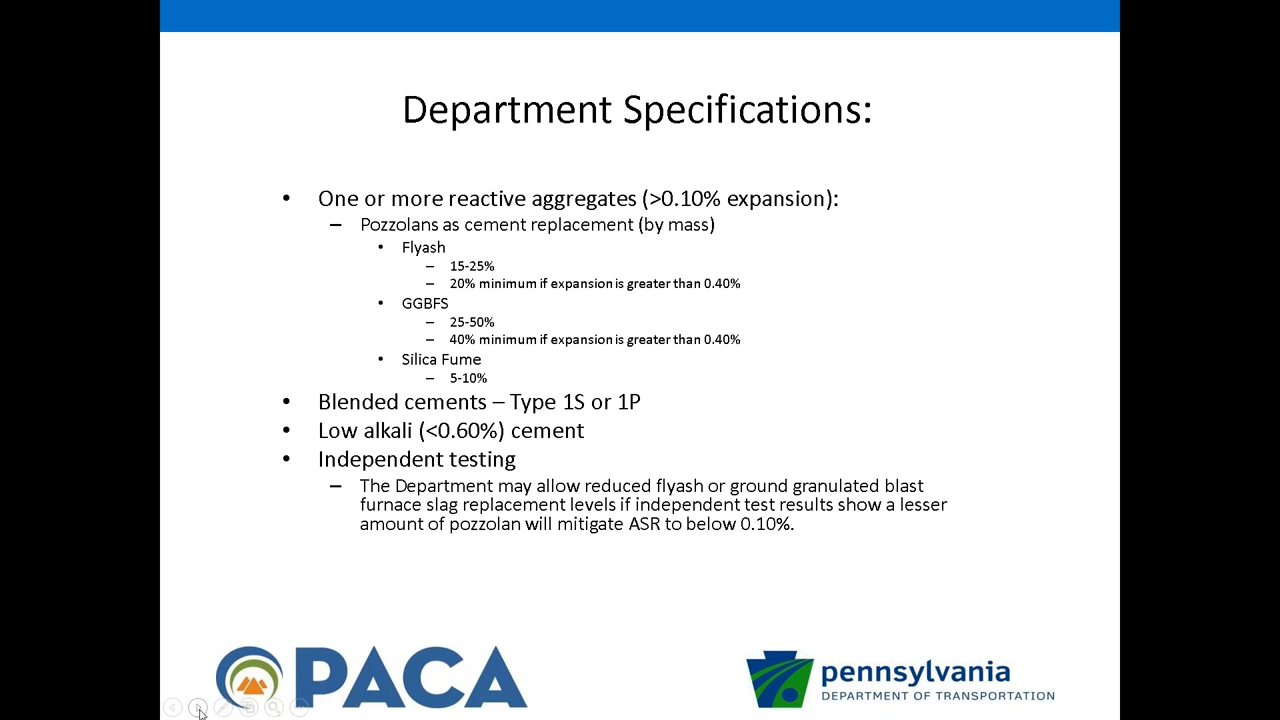 Department Specifications:
• One or more reactive aggregates (>0.10% expansion):
– Pozzolans as cement replacement (by mass)
• Flyash
– 15-25%
– 20% minimum if expansion is greater than 0.40%
• GGBFS
– 25-50%
– 40% minimum if expansion is greater than 0.40%
• Silica Fume
– 5-10%
• Blended cements – Type 1S or 1P
• Low alkali (<0.60%) cement
• Independent testing
– The Department may allow reduced flyash or ground granulated blast
furnace slag replacement levels if independent test results show a lesser
amount of pozzolan will mitigate ASR to below 0.10%.
PACA
pennsylvania
DEPARTMENT OF TRANSPORTATION